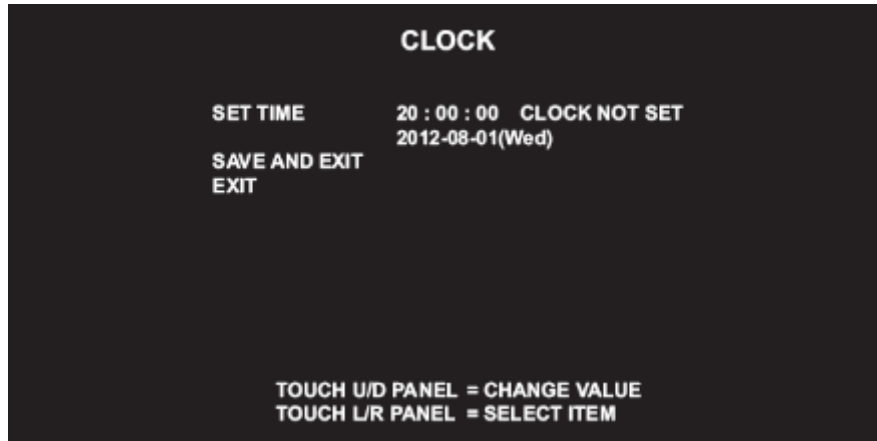 CLOCK
SET TIME 20 : 00 : 00 CLOCK NOT SET
2012-08-01(Wed)
SAVE AND EXIT
EXIT
TOUCH U/D PANEL = CHANGE VALUE
TOUCH L/R PANEL = SELECT ITEM